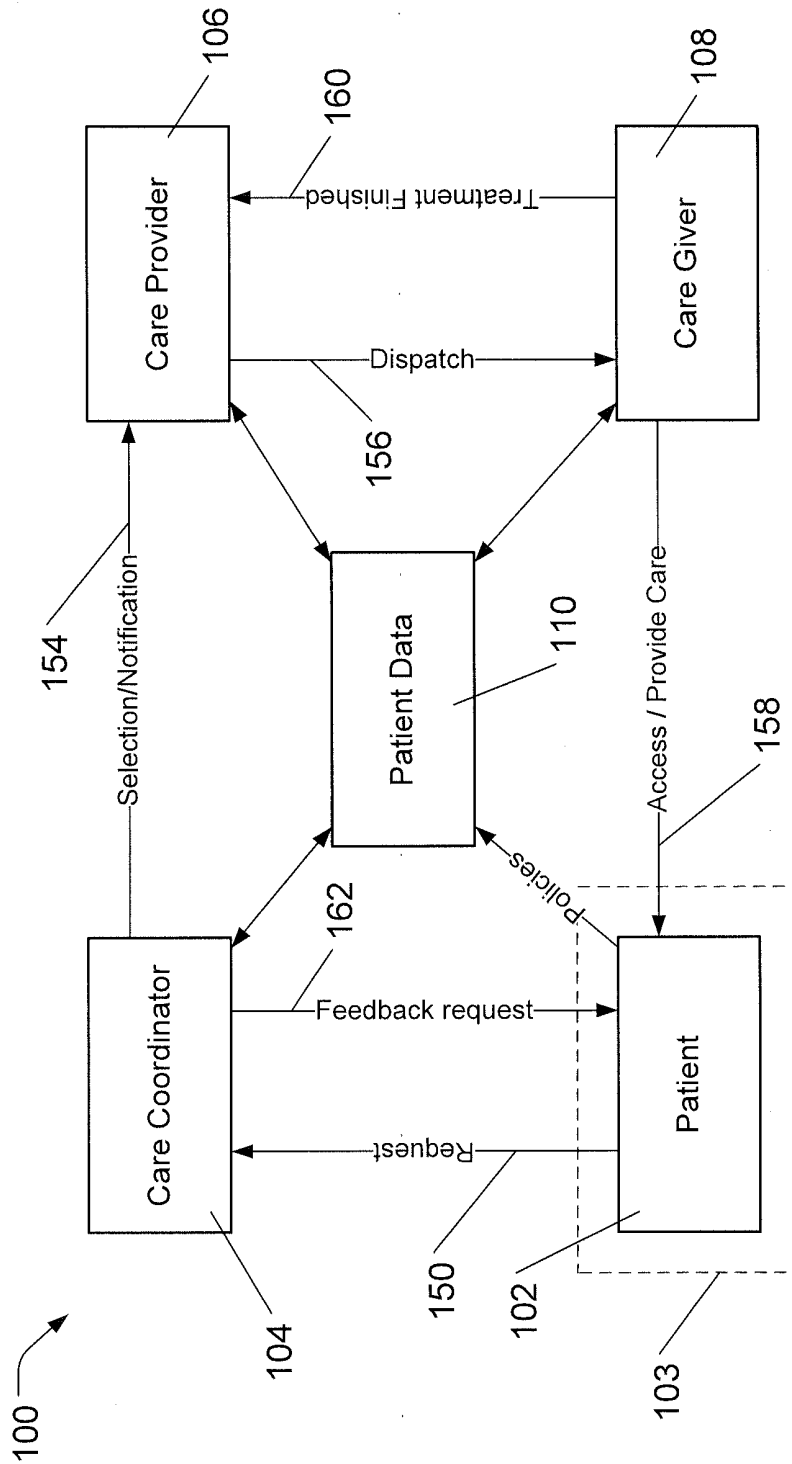 100
104
Care Coordinator
154
Selection/Notification
Care Provider
106
150
Request
162
Feedback request
Patient Data
110
156
Dispatch
160
Treatment Finished
103
102
Patient
Policies
158
Access / Provide Care
Care Giver
108